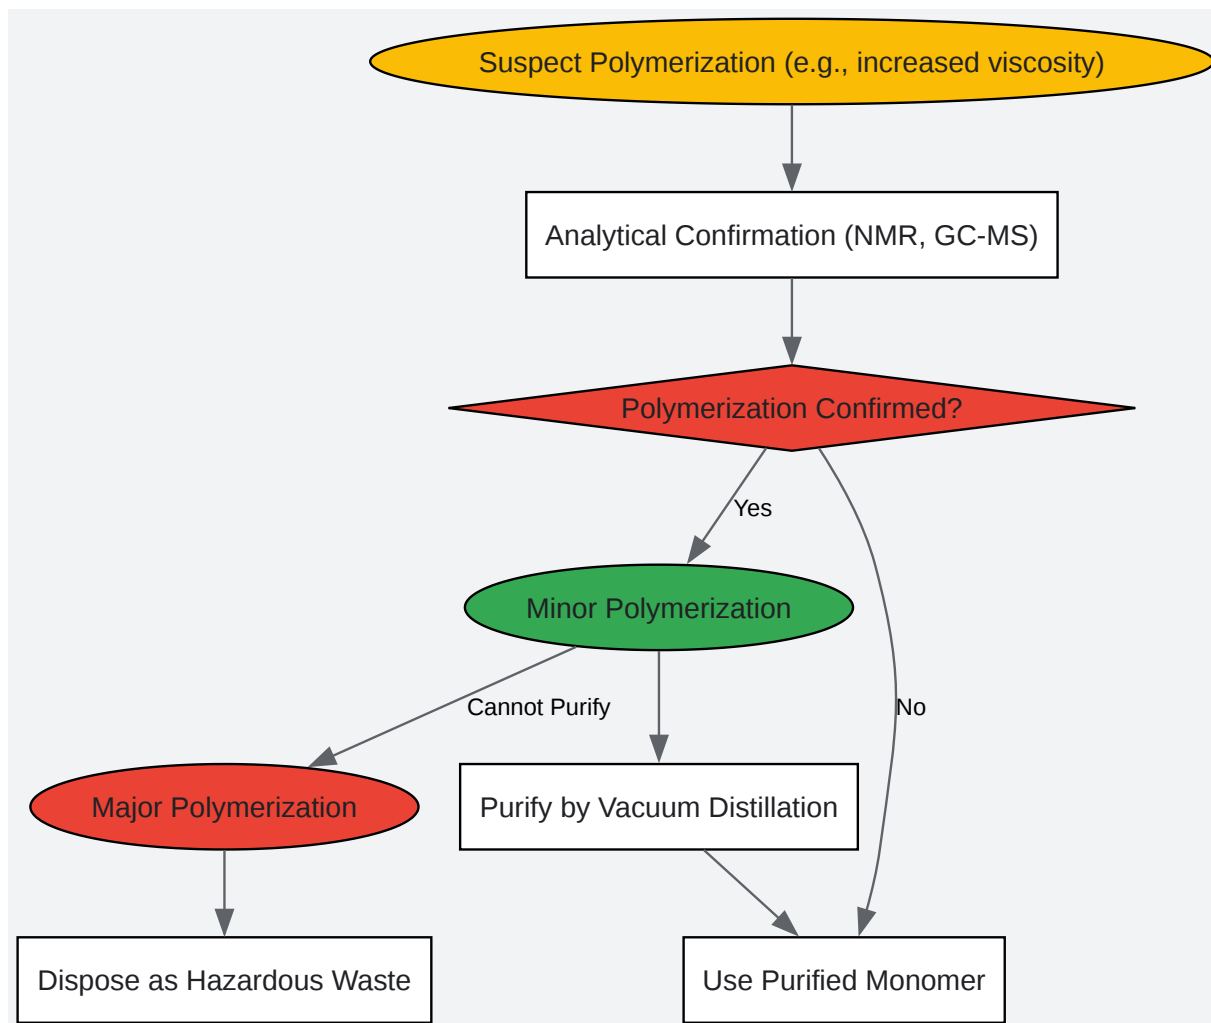 Suspect Polymerization (e.g., increased viscosity)
Analytical Confirmation (NMR, GC-MS)
Polymerization Confirmed?
Yes
Minor Polymerization
Cannot Purify
No
Major Polymerization
Purify by Vacuum Distillation
Dispose as Hazardous Waste
Use Purified Monomer